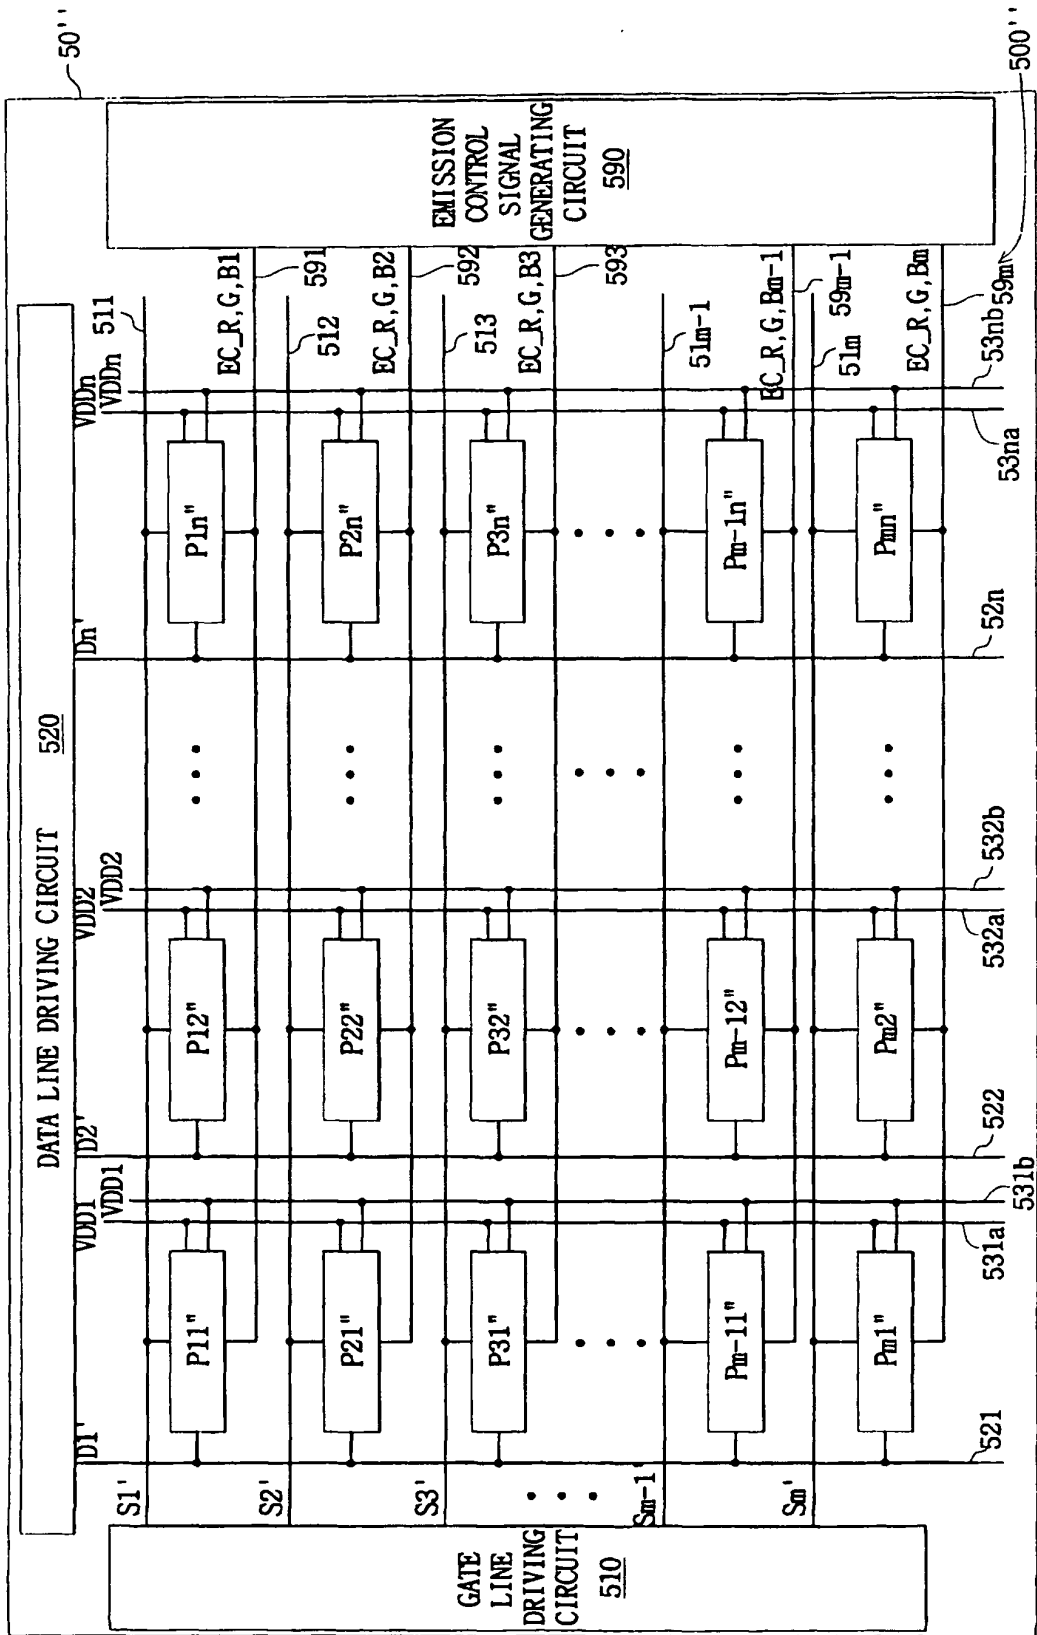 50''
DATA LINE DRIVING CIRCUIT
520
D1'
VDD1
VDD1
D2'
VDD2
VDD2
Dn'
VDDn
VDDn
GATE
LINE
DRIVING
CIRCUIT
510
EMISSION
CONTROL
SIGNAL
GENERATING
CIRCUIT
590
S1'
P11"
P12"
P1n"
511
EC_R,G,B1
591
S2'
P21"
P22"
P2n"
512
EC_R,G,B2
592
S3'
P31"
P32"
P3n"
513
EC_R,G,B3
593
Sm-1'
Pm-11"
Pm-12"
Pm-1n"
51m-1
EC_R,G,Bm-1
59m-1
Sm'
Pm1"
Pm2"
Pmn"
51m
EC_R,G,Bm
59m
521
531a
531b
522
532a
532b
52n
53na
53nb
500''